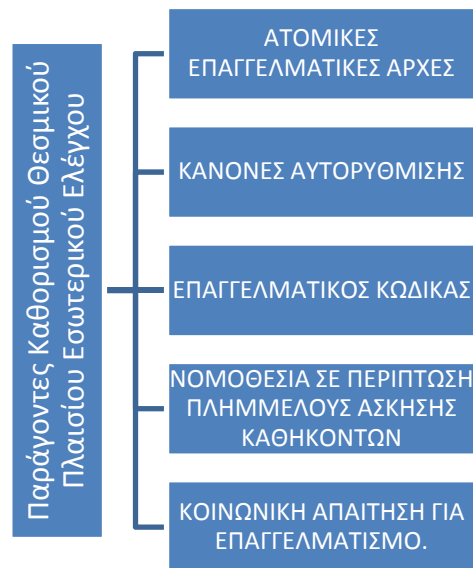 Παράγοντες Καθορισμού Θεσμικού
Πλαισίου Εσωτερικού Ελέγχου
ΑΤΟΜΙΚΕΣ
ΕΠΑΓΓΕΛΜΑΤΙΚΕΣ ΑΡΧΕΣ
ΚΑΝΟΝΕΣ ΑΥΤΟΡΥΘΜΙΣΗΣ
ΕΠΑΓΓΕΛΜΑΤΙΚΟΣ ΚΩΔΙΚΑΣ
ΝΟΜΟΘΕΣΙΑ ΣΕ ΠΕΡΙΠΤΩΣΗ
ΠΛΗΜΜΕΛΟΥΣ ΑΣΚΗΣΗΣ
ΚΑΘΗΚΟΝΤΩΝ
ΚΟΙΝΩΝΙΚΗ ΑΠΑΙΤΗΣΗ ΓΙΑ
ΕΠΑΓΓΕΛΜΑΤΙΣΜΟ.